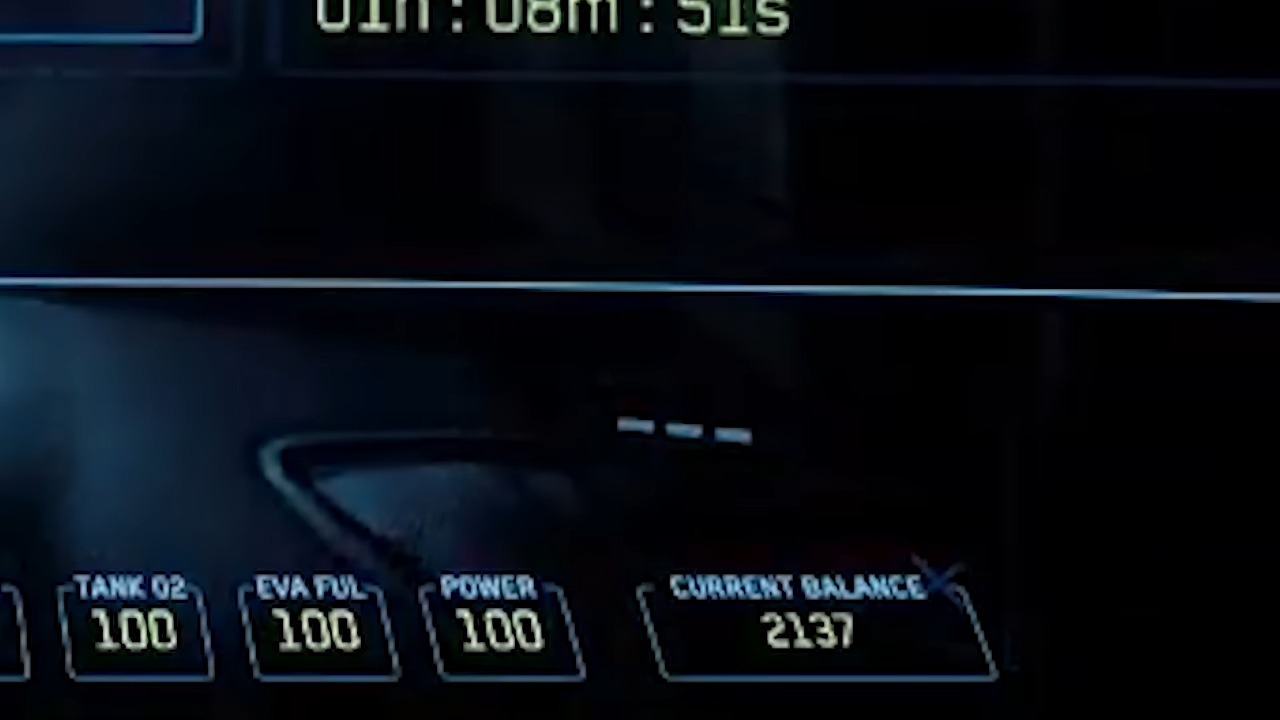 01h : 08m : 51s
TANK O2 EVA FUL POWER CURRENT BALANCE
100 100 100 2137